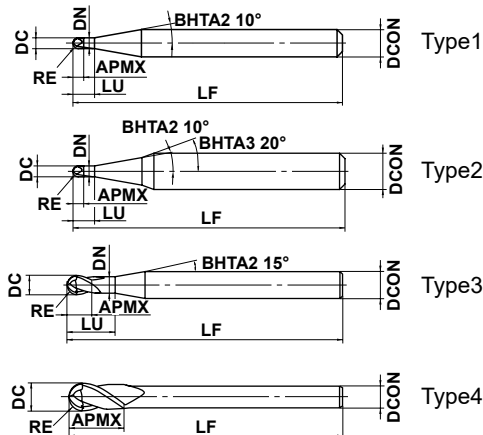 BHTA2 10°
DC
DN
DCON
Type1
RE
APMX
LU
LF
BHTA2 10°
BHTA3 20°
DC
DN
DCON
Type2
RE
APMX
LU
LF
BHTA2 15°
DC
DN
DCON
Type3
RE
APMX
LU
LF
DC
DCON
Type4
RE
APMX
LF